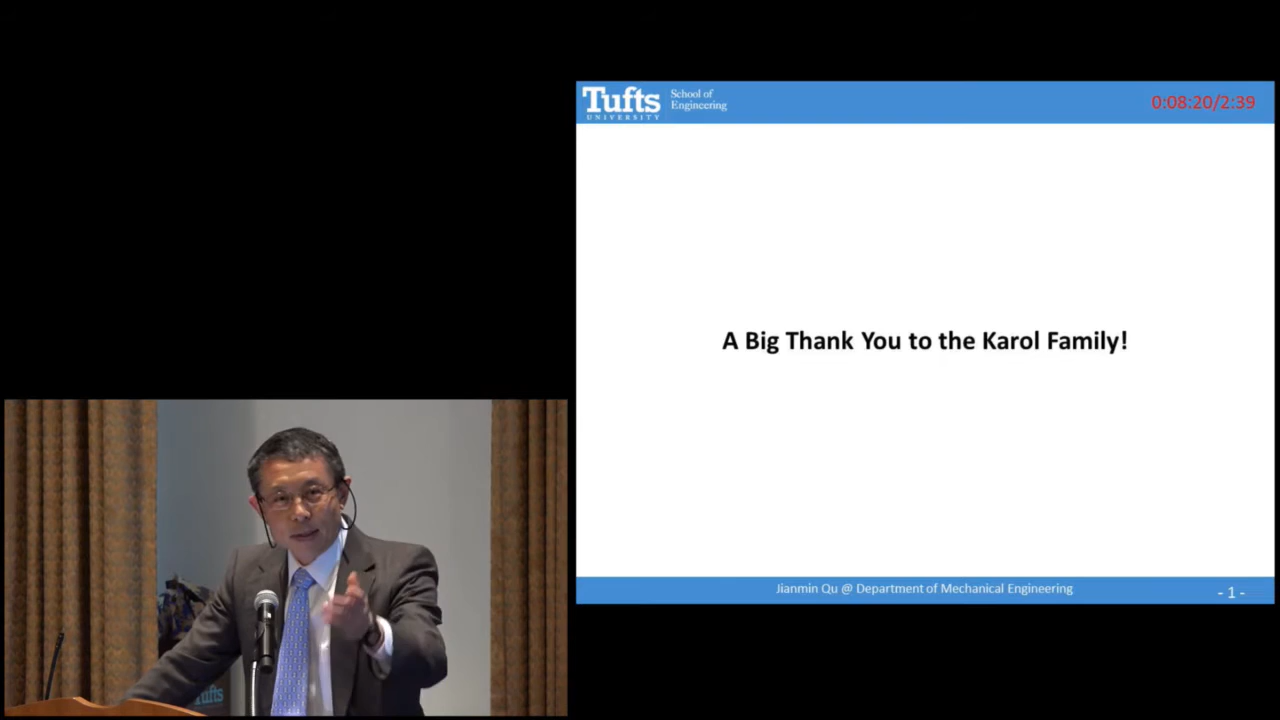 Tufts
UNIVERSITY
School of
Engineering
0:08:20/2:39
A Big Thank You to the Karol Family!
Jianmin Qu @ Department of Mechanical Engineering
- 1 -
Tufts